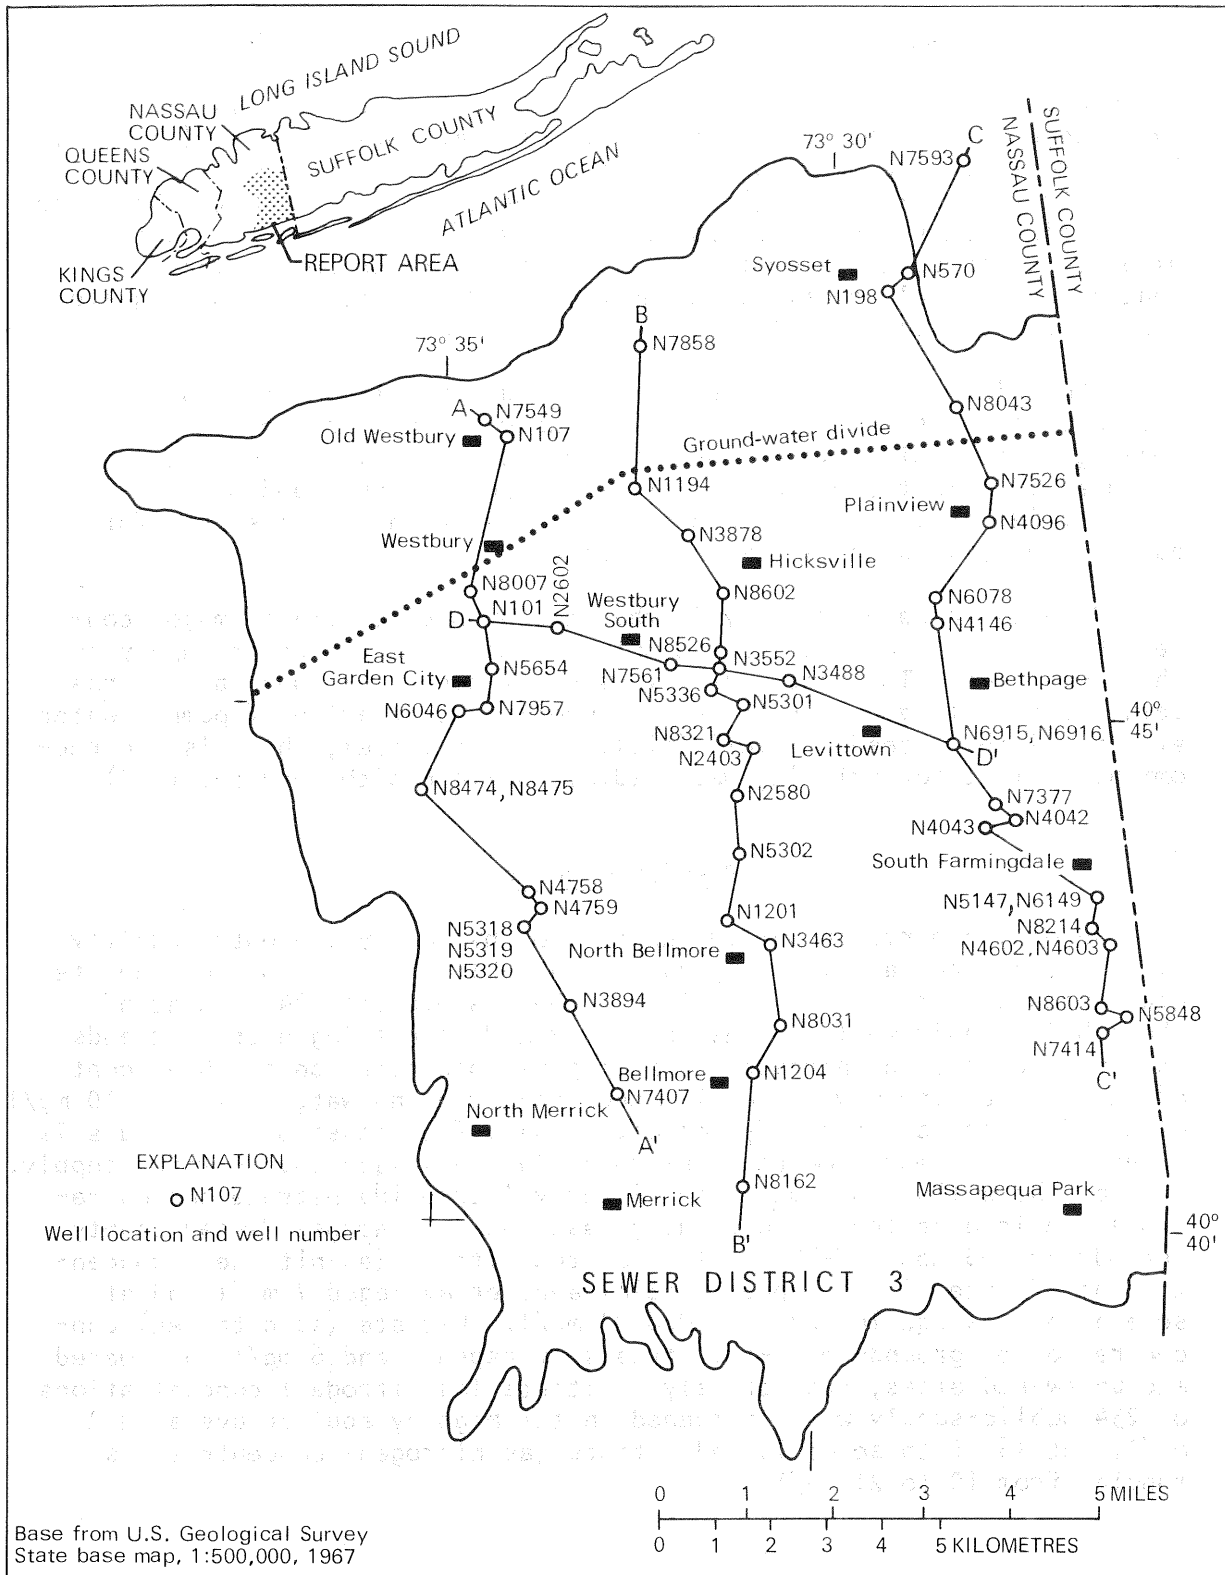 LONG ISLAND SOUND
NASSAU
COUNTY
QUEENS
COUNTY
SUFFOLK COUNTY
ATLANTIC OCEAN
KINGS
COUNTY
REPORT AREA
73° 30'
C
N7593
SUFFOLK COUNTY
NASSAU COUNTY
Syosset
N570
N198
B
N7858
73° 35'
A
N7549
N107
Old Westbury
N8043
Ground-water divide
N1194
N7526
Plainview
N4096
N3878
Westbury
Hicksville
N8007
N2602
N8602
N6078
D
N101
Westbury
South
N4146
N8526
N3552
East
Garden City
N5654
N7561
N3488
Bethpage
N5336
N5301
N6046
N7957
40°
45'
N8321
N2403
Levittown
N6915, N6916
D'
N8474, N8475
N2580
N7377
N4042
N4043
N5302
South Farmingdale
N4758
N4759
N5147, N6149
N1201
N8214
N5318
N5319
N5320
N3463
N4602, N4603
North Bellmore
N3894
N8603
N5848
N8031
N7414
C'
Bellmore
N1204
N7407
North Merrick
A'
EXPLANATION
N107
Well location and well number
N8162
Merrick
Massapequa Park
40°
40'
B'
SEWER DISTRICT 3
0 1 2 3 4 5 MILES
0 1 2 3 4 5 KILOMETRES
Base from U.S. Geological Survey
State base map, 1:500,000, 1967